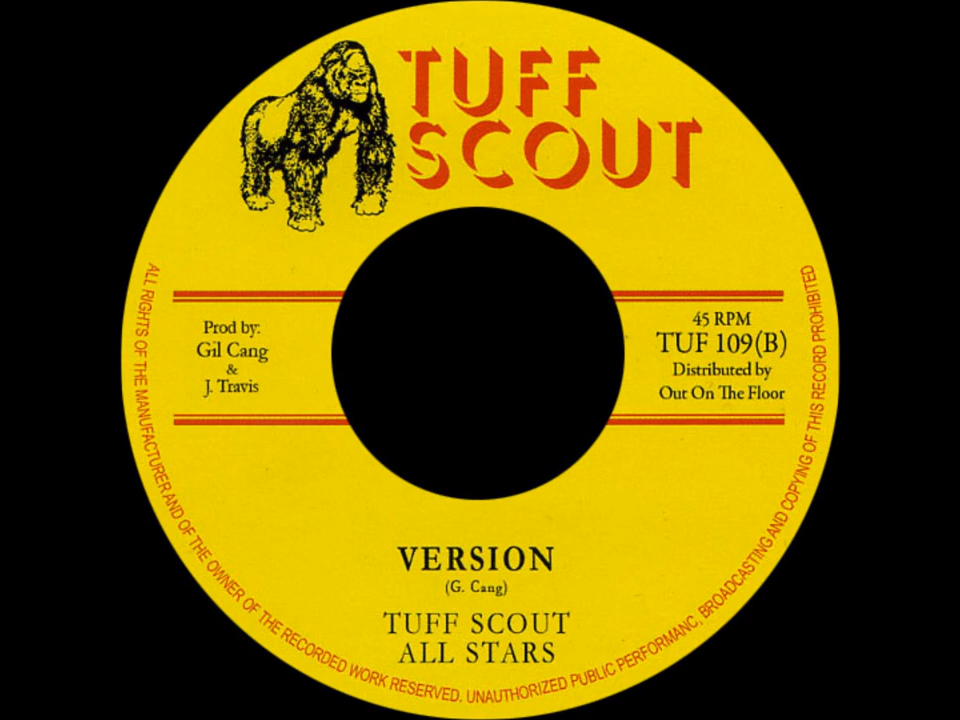 TUFF
SCOUT
Prod by:
Gil Cang
&
J. Travis
45 RPM
TUF 109(B)
Distributed by
Out On The Floor
VERSION
(G. Cang)
TUFF SCOUT
ALL STARS
ALL RIGHTS OF THE MANUFACTURER AND OF THE OWNER OF THE RECORDED WORK RESERVED. UNAUTHORIZED PUBLIC PERFORMANC, BROADCASTING AND COPYING OF THIS RECORD PROHIBITED